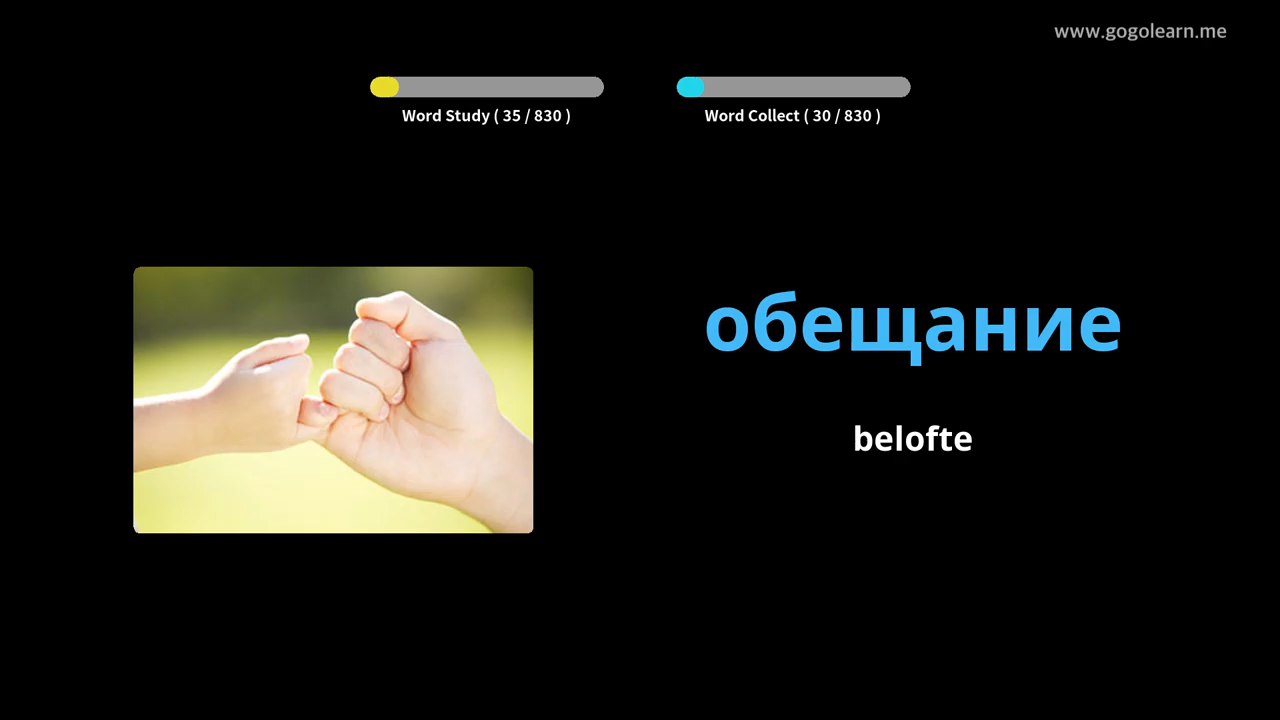 www.gogolearn.me
Word Study ( 35 / 830 )
Word Collect ( 30 / 830 )
обещание
belofte